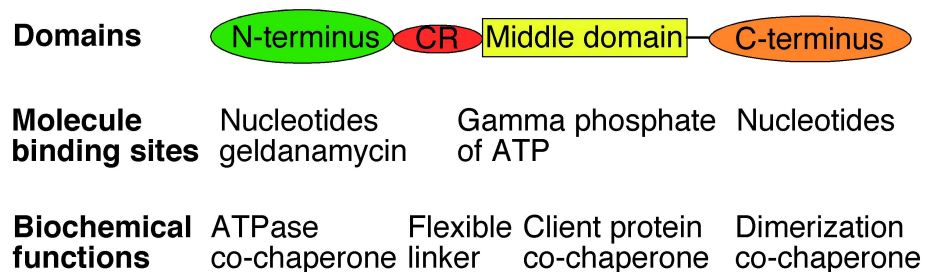 Domains N-terminus CR Middle domain C-terminus
Molecule Nucleotides Gamma phosphate Nucleotides
binding sites geldanamycin of ATP
Biochemical ATPase Flexible Client protein Dimerization
functions co-chaperone linker co-chaperone co-chaperone